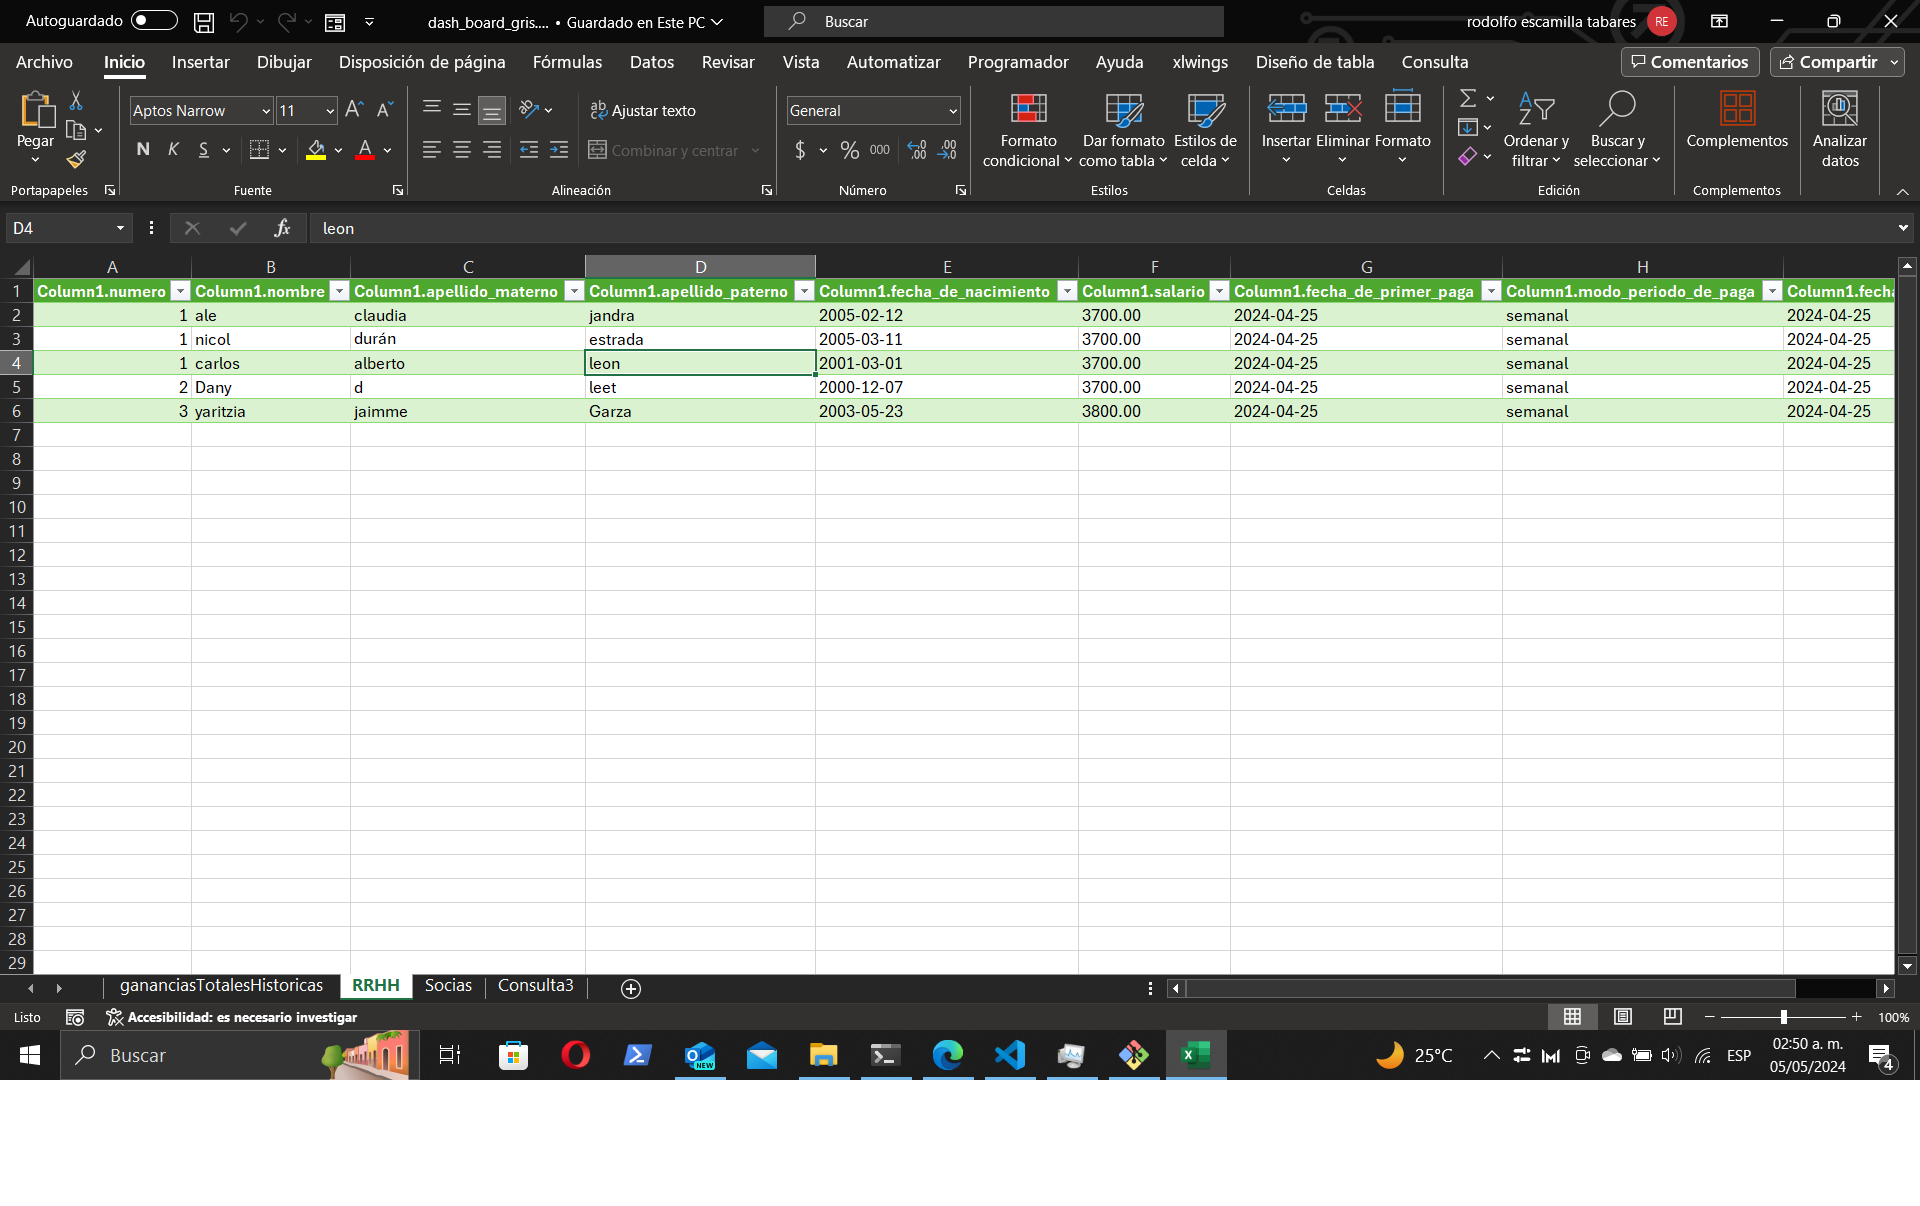 Autoguardado dash_board_gris.... • Guardado en Este PC Buscar rodolfo escamilla tabares RE
Archivo Inicio Insertar Dibujar Disposición de página Fórmulas Datos Revisar Vista Automatizar Programador Ayuda xlwings Diseño de tabla Consulta Comentarios Compartir
Pegar Aptos Narrow 11 Ajustar texto General
N K S A Combinar y centrar $ % 000
Formato condicional Dar formato como tabla Estilos de celda Insertar Eliminar Formato Ordenar y filtrar Buscar y seleccionar Complementos Analizar datos
Portapapeles Fuente Alineación Número Estilos Celdas Edición Complementos
D4 fx leon
A B C D E F G H
1 Column1.numero Column1.nombre Column1.apellido_materno Column1.apellido_paterno Column1.fecha_de_nacimiento Column1.salario Column1.fecha_de_primer_paga Column1.modo_periodo_de_paga Column1.fecha
2 1 ale claudia jandra 2005-02-12 3700.00 2024-04-25 semanal 2024-04-25
3 1 nicol durán estrada 2005-03-11 3700.00 2024-04-25 semanal 2024-04-25
4 1 carlos alberto leon 2001-03-01 3700.00 2024-04-25 semanal 2024-04-25
5 2 Dany d leet 2000-12-07 3700.00 2024-04-25 semanal 2024-04-25
6 3 yaritzia jaimme Garza 2003-05-23 3800.00 2024-04-25 semanal 2024-04-25
7
8
9
10
11
12
13
14
15
16
17
18
19
20
21
22
23
24
25
26
27
28
29
gananciasTotalesHistoricas RRHH Socias Consulta3
Listo Accesibilidad: es necesario investigar 100%
Buscar NEW 25°C ESP 02:50 a. m.
05/05/2024 4